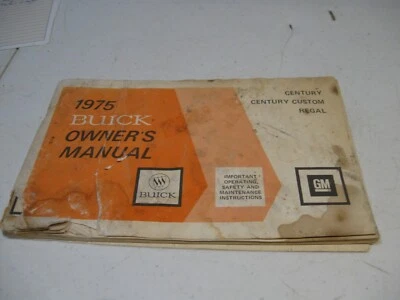 1975
BUICK
OWNER'S
MANUAL
BUICK
IMPORTANT
OPERATING,
SAFETY AND
MAINTENANCE
INSTRUCTIONS
CENTURY
CENTURY CUSTOM
REGAL
GM